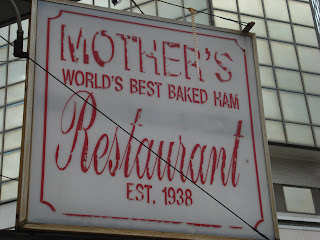 MOTHER'S
WORLD'S BEST BAKED HAM
Restaurant
EST. 1938